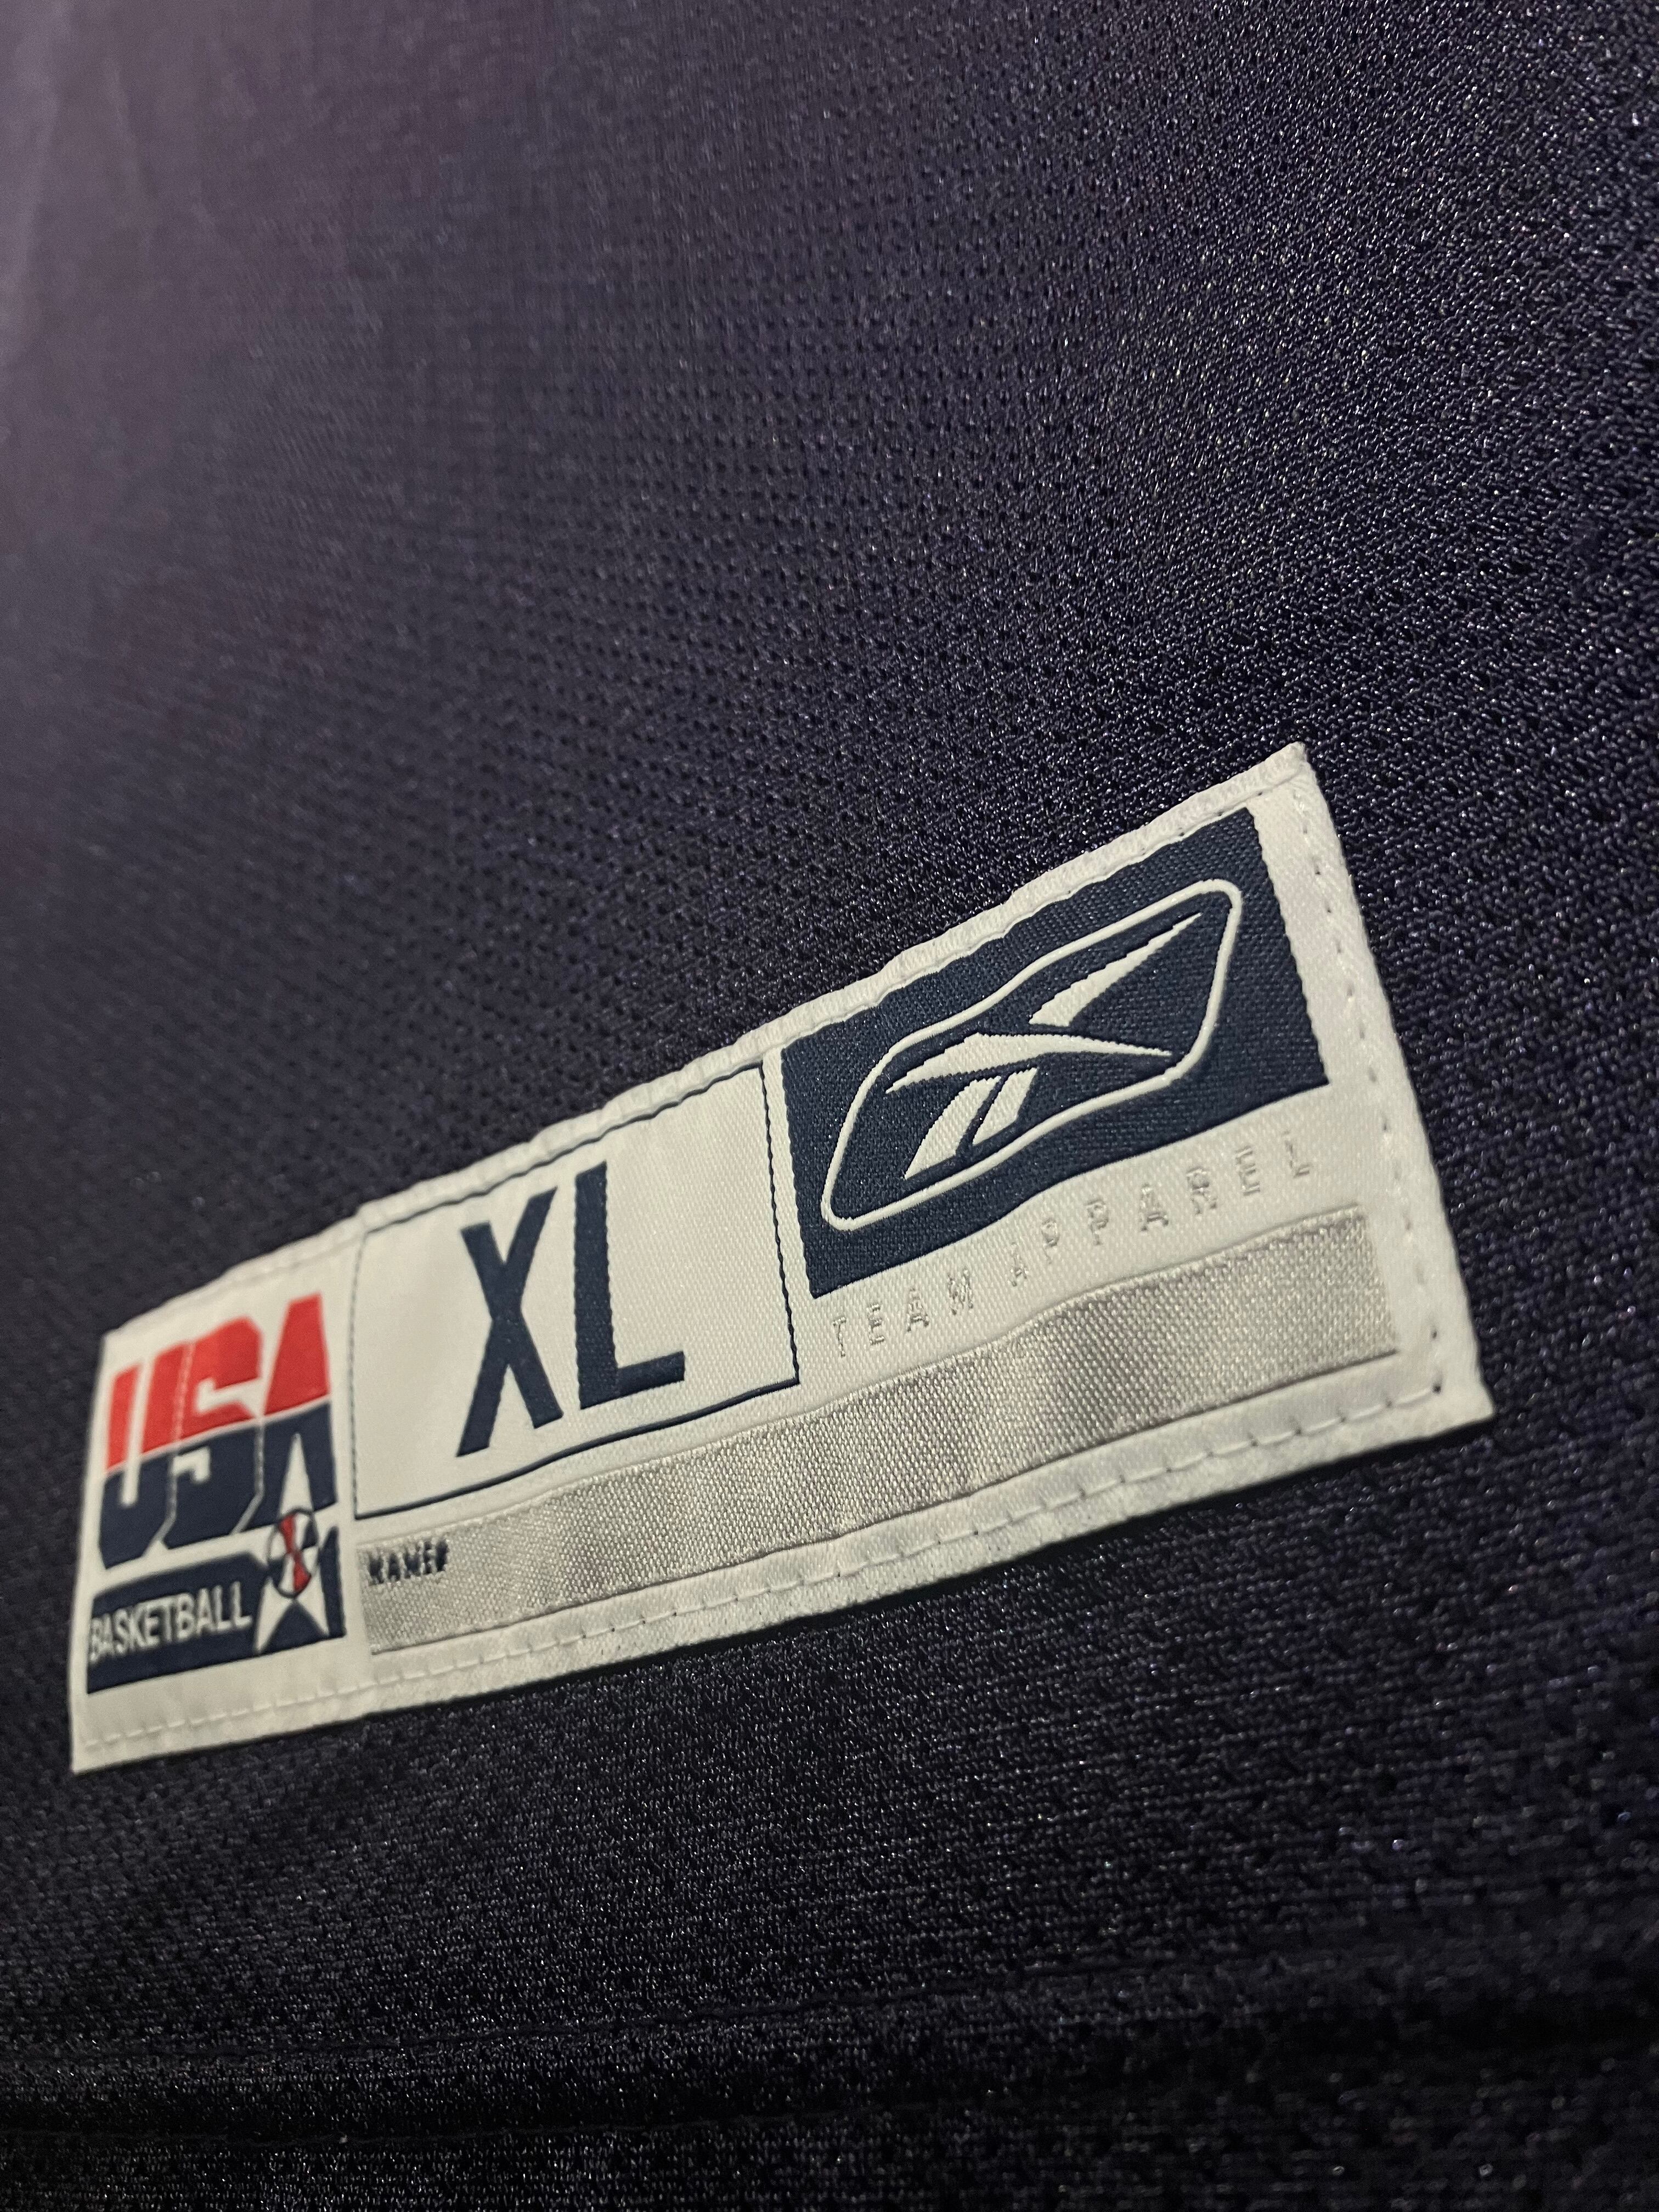 USA
BASKETBALL
XL
TEAM APPAREL
NAME#